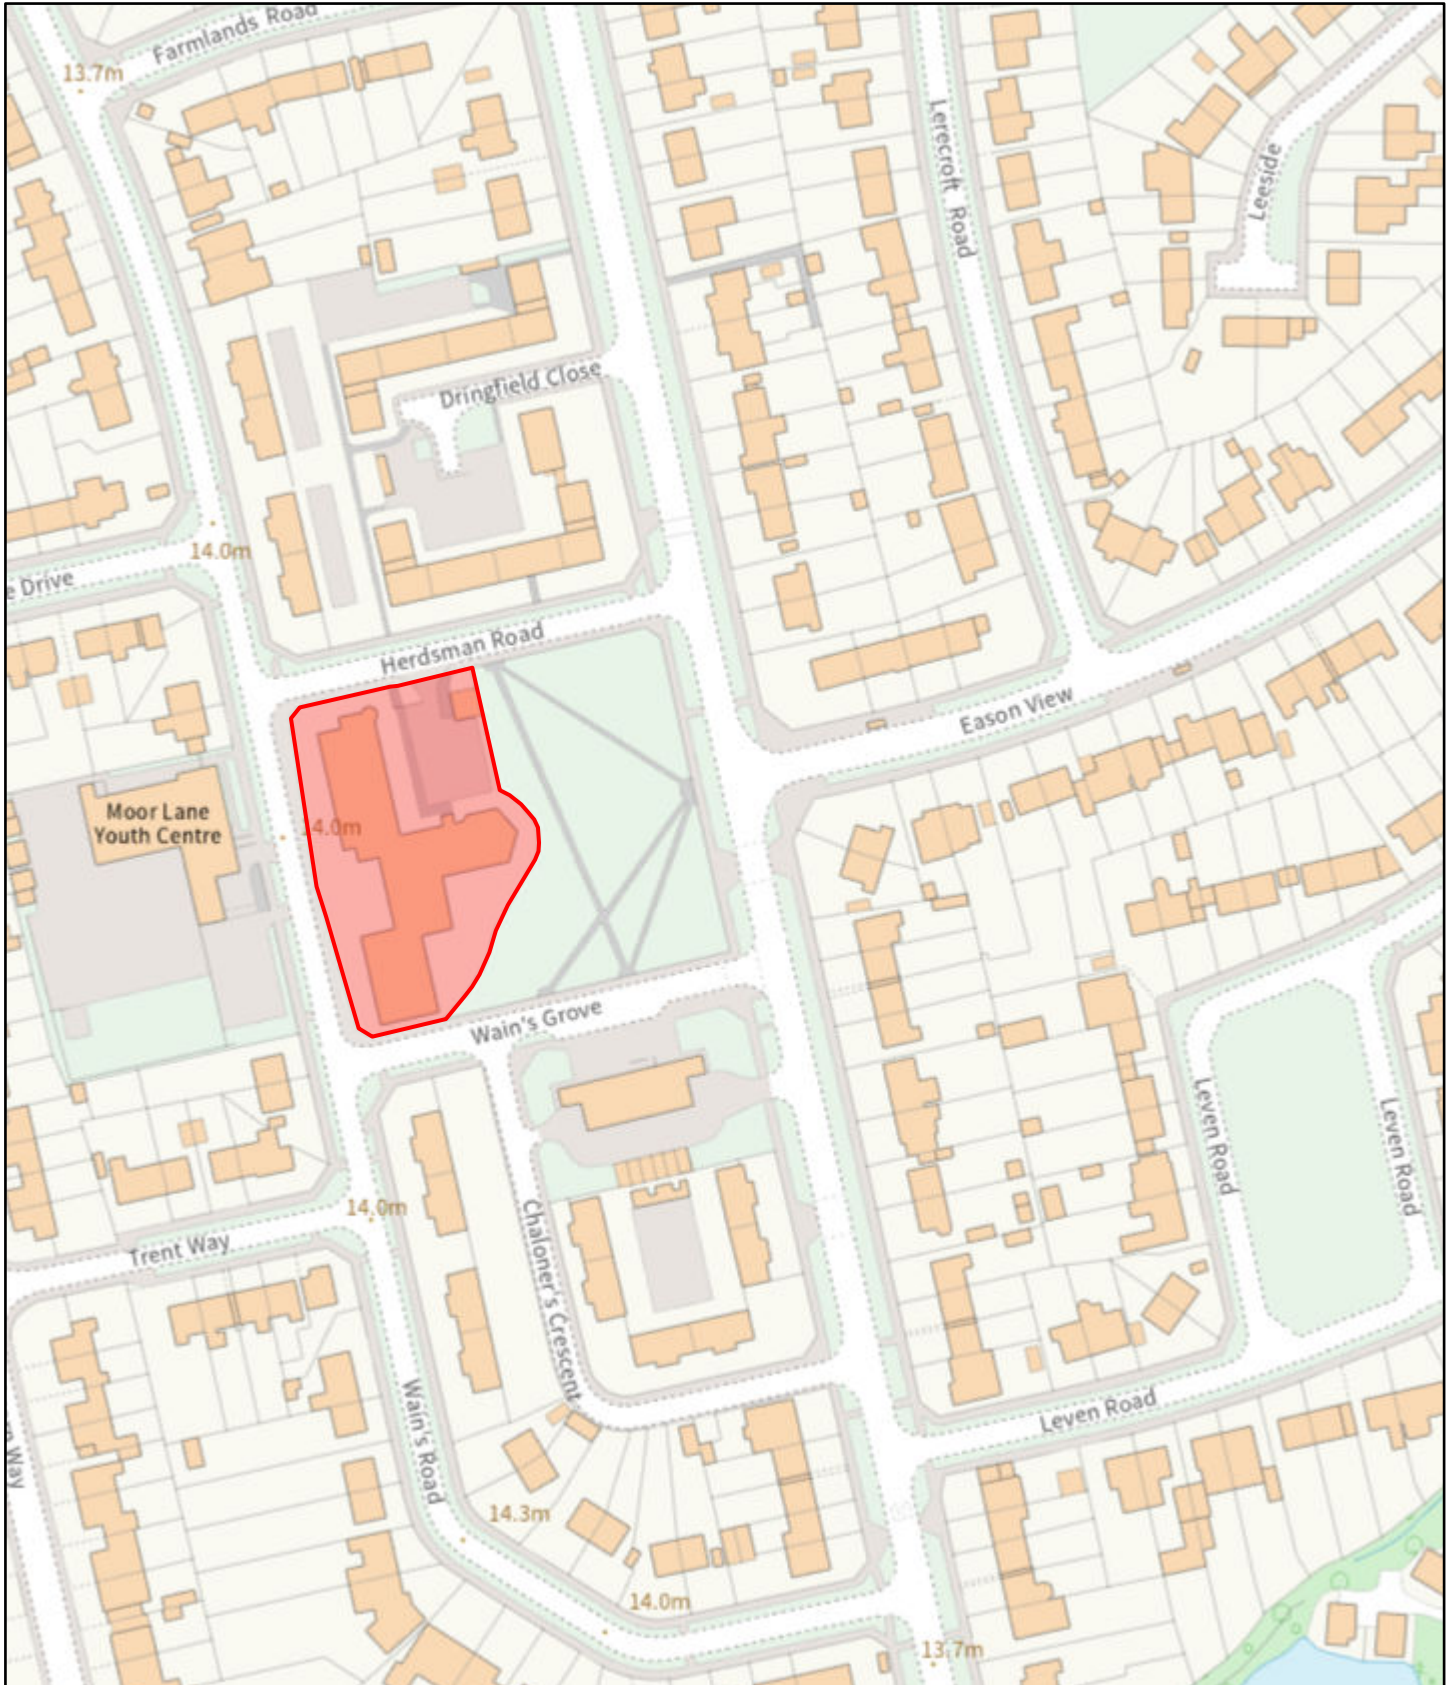 Farmlands Road
13.7m
Lerecroft Road
Leeside
Dringfield Close
14.0m
e Drive
Herdsman Road
Eason View
Moor Lane
Youth Centre
14.0m
Wain's Grove
Leven Road
Leven Road
14.0m
Trent Way
Chaloner's Crescent
Wain's Road
Leven Road
Way
14.3m
14.0m
13.7m